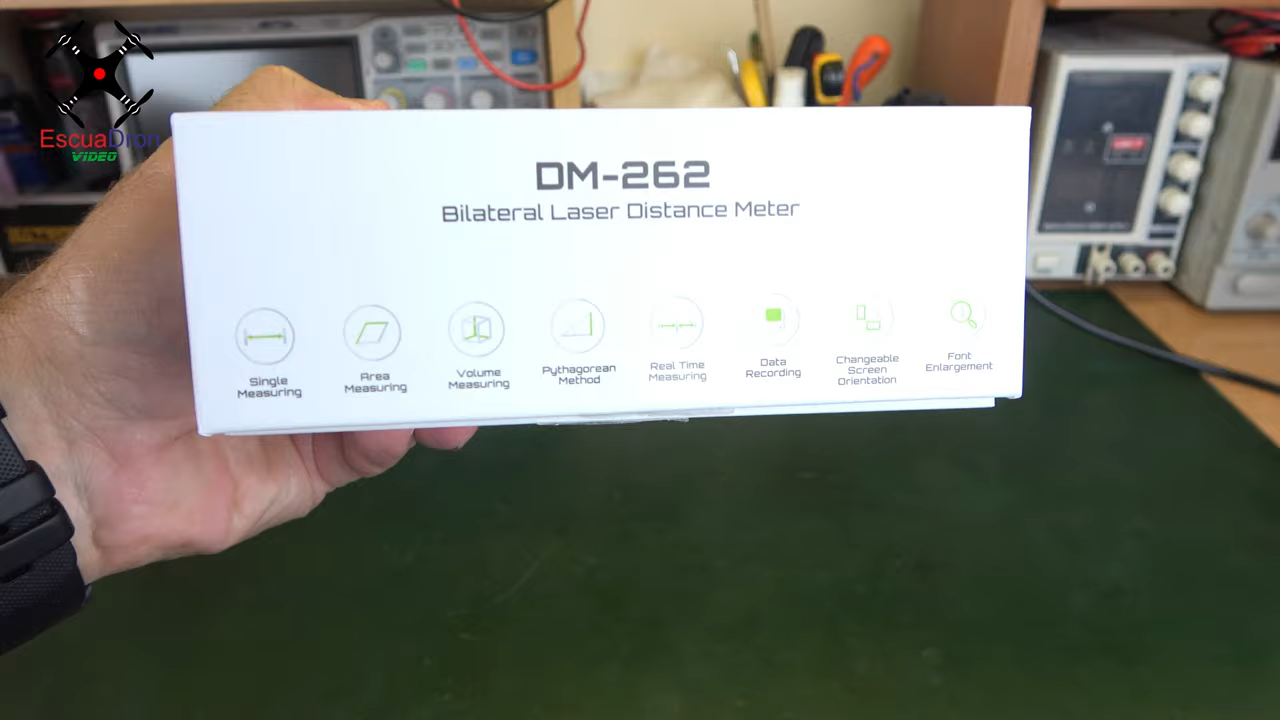 EscuaDron
VIDEO
DM-262
Bilateral Laser Distance Meter
Single
Measuring
Area
Measuring
Volume
Measuring
Pythagorean
Method
Real Time
Measuring
Data
Recording
Changeable
Screen
Orientation
Font
Enlargement